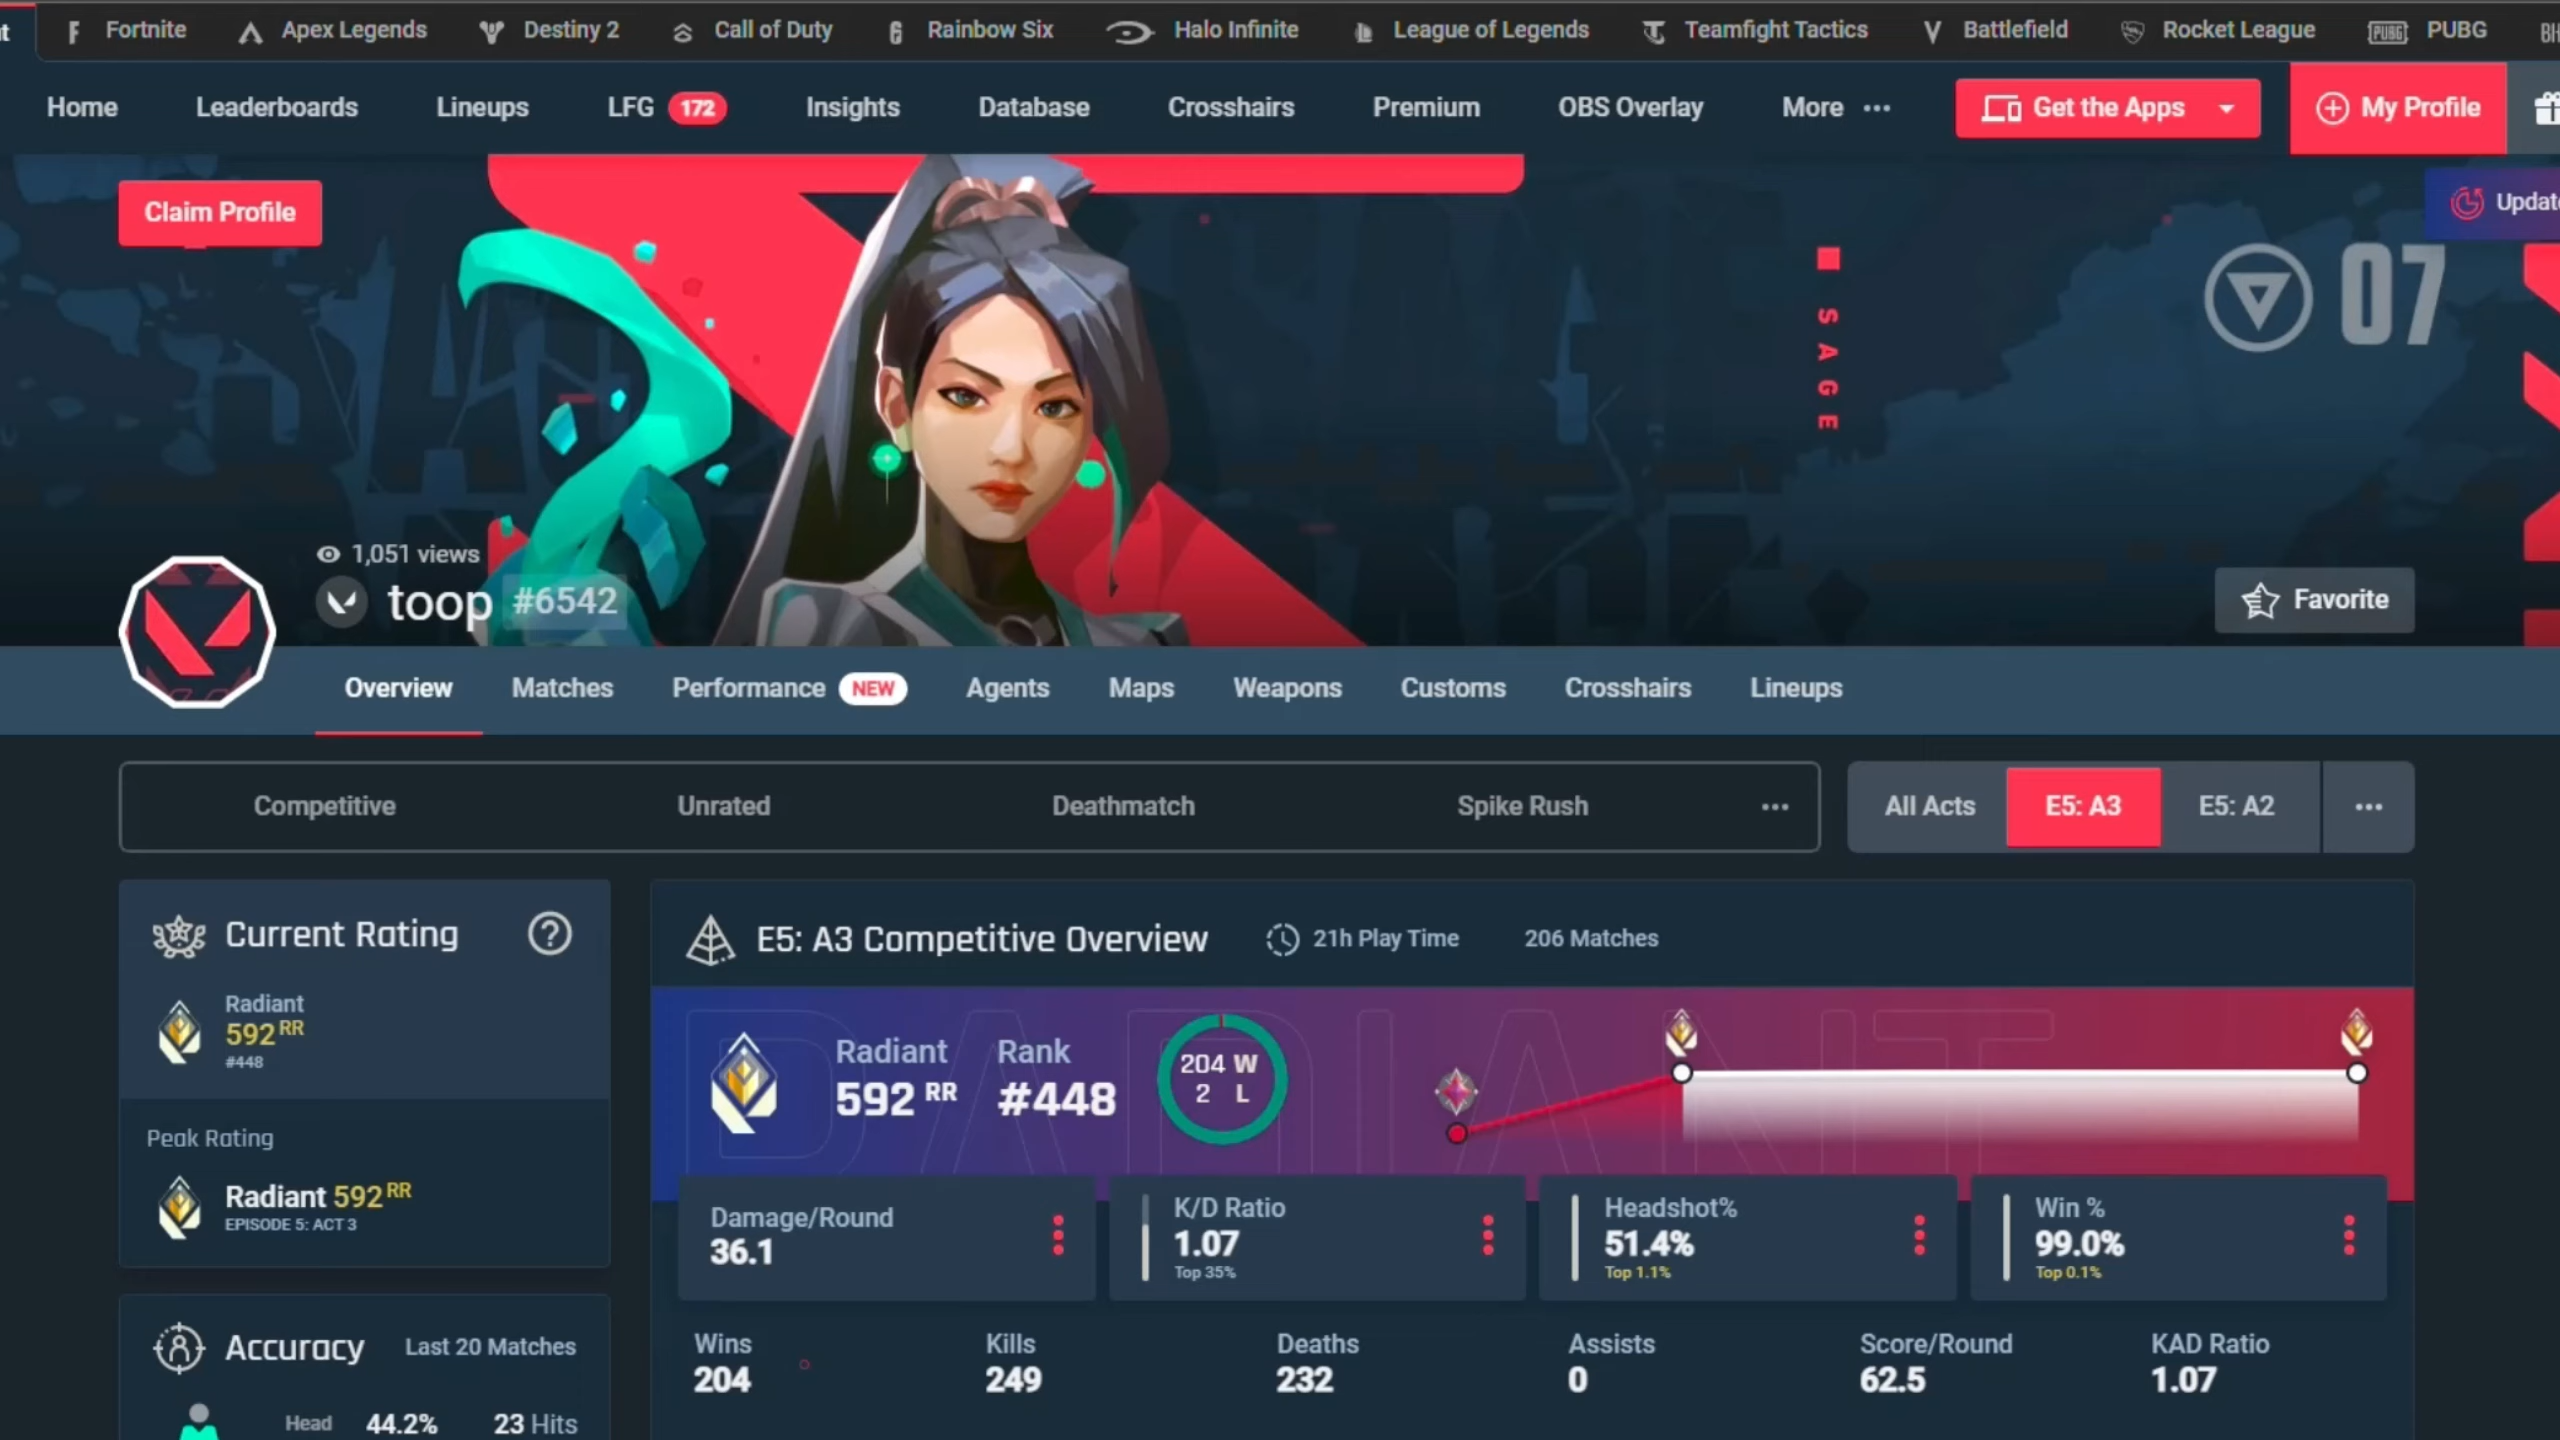 Fortnite Apex Legends Destiny 2 Call of Duty Rainbow Six Halo Infinite League of Legends Teamfight Tactics Battlefield Rocket League PUBG PUBG BH
Home Leaderboards Lineups LFG 172 Insights Database Crosshairs Premium OBS Overlay More ••• Get the Apps My Profile
Claim Profile
Update
07
SAGE
1,051 views
toop #6542
Favorite
Overview Matches Performance NEW Agents Maps Weapons Customs Crosshairs Lineups
Competitive Unrated Deathmatch Spike Rush ••• All Acts E5: A3 E5: A2 •••
Current Rating ?
Radiant
592 RR
#448
Peak Rating
Radiant 592 RR
EPISODE 5: ACT 3
Accuracy Last 20 Matches
Head 44.2% 23 Hits
E5: A3 Competitive Overview 21h Play Time 206 Matches
RADIANT
Radiant Rank
592 RR #448
204 W
2 L
Damage/Round
36.1
K/D Ratio
1.07
Top 35%
Headshot%
51.4%
Top 1.1%
Win %
99.0%
Top 0.1%
Wins Kills Deaths Assists Score/Round KAD Ratio
204 249 232 0 62.5 1.07